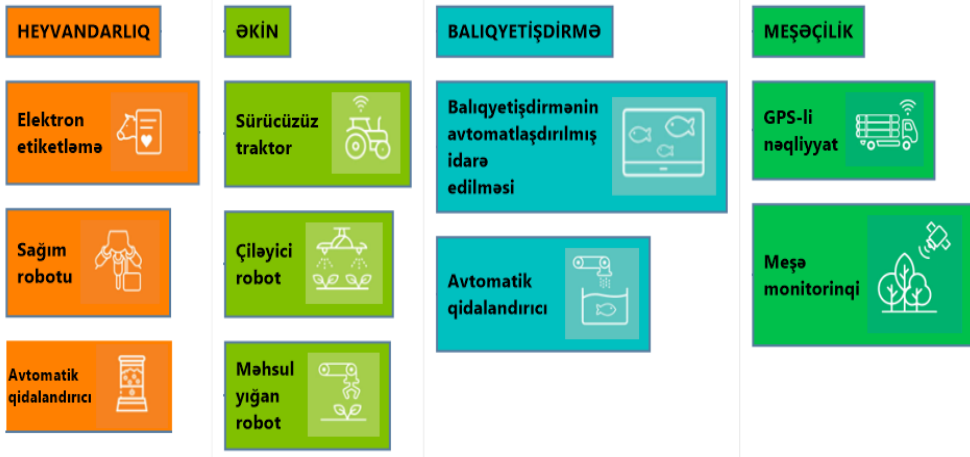 HEYVANDARLIQ
Elektron
etiketləmə
Sağım
robotu
Avtomatik
qidalandırıcı
ƏKİN
Sürücüzüz
traktor
Çiləyici
robot
Məhsul
yığan
robot
BALIQYETİŞDİRMƏ
Balıqyetişdirmənin
avtomatlaşdırılmış
idarə
edilməsi
Avtomatik
qidalandırıcı
MEŞƏÇİLİK
GPS-li
nəqliyyat
Meşə
monitorinqi